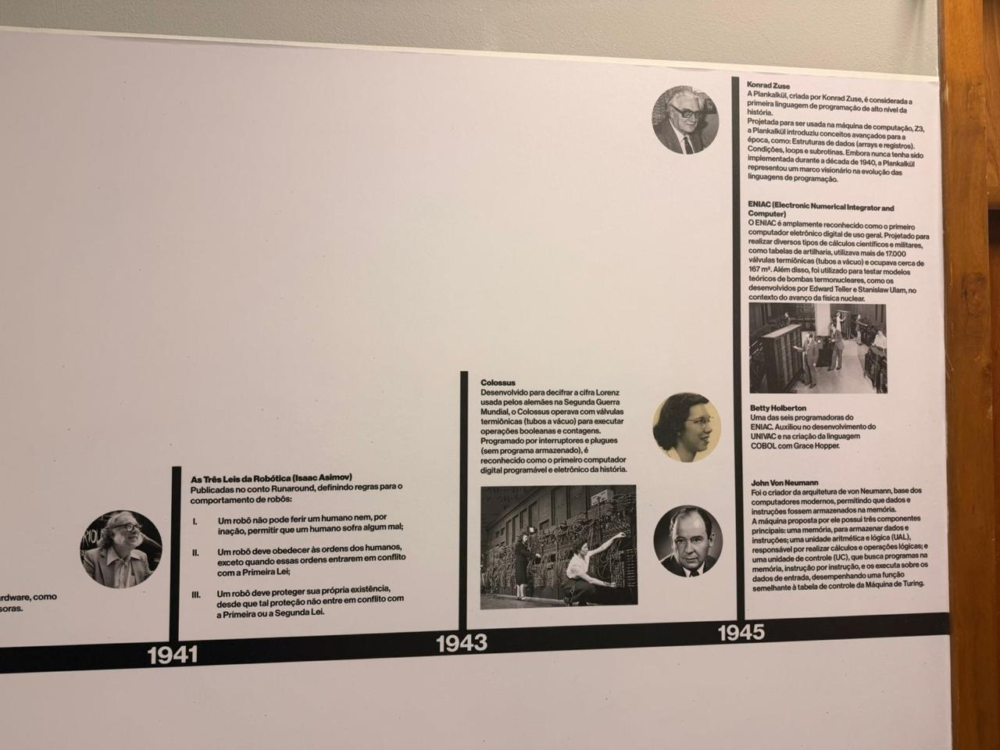 Konrad Zuse
A Plankalkül, criada por Konrad Zuse, é considerada a
primeira linguagem de programação de alto nível da
história.
Projetada para ser usada na máquina de computação, Z3,
a Plankalkül introduziu conceitos avançados para a
época, como: Estruturas de dados (arrays e registros).
Condições, loops e subrotinas. Embora nunca tenha sido
implementada durante a década de 1940, a Plankalkül
representou um marco visionário na evolução das
linguagens de programação.
ENIAC (Electronic Numerical Integrator and
Computer)
O ENIAC é amplamente reconhecido como o primeiro
computador eletrônico digital de uso geral. Projetado para
realizar diversos tipos de cálculos científicos e militares,
como tabelas de artilharia, utilizava mais de 17.000
válvulas termiônicas (tubos a vácuo) e ocupava cerca de
167 m². Além disso, foi utilizado para testar modelos
teóricos de bombas termonucleares, como os
desenvolvidos por Edward Teller e Stanislaw Ulam, no
contexto do avanço da física nuclear.
Betty Holberton
Uma das seis programadoras do
ENIAC. Auxiliou no desenvolvimento do
UNIVAC e na criação da linguagem
COBOL com Grace Hopper.
John Von Neumann
Foi o criador da arquitetura de von Neumann, base dos
computadores modernos, permitindo que dados e
instruções fossem armazenados na memória.
A máquina proposta por ele possui três componentes
principais: uma memória, para armazenar dados e
instruções; uma unidade aritmética e lógica (UAL),
responsável por realizar cálculos e operações lógicas; e
uma unidade de controle (UC), que busca programas na
memória, instrução por instrução, e os executa sobre os
dados de entrada, desempenhando uma função
semelhante à tabela de controle da Máquina de Turing.
Colossus
Desenvolvido para decifrar a cifra Lorenz
usada pelos alemães na Segunda Guerra
Mundial, o Colossus operava com válvulas
termiônicas (tubos a vácuo) para executar
operações booleanas e contagens.
Programado por interruptores e plugues
(sem programa armazenado), é
reconhecido como o primeiro computador
digital programável e eletrônico da história.
As Três Leis da Robótica (Isaac Asimov)
Publicadas no conto Runaround, definindo regras para o
comportamento de robôs:
I. Um robô não pode ferir um humano nem, por
inação, permitir que um humano sofra algum mal;
II. Um robô deve obedecer às ordens dos humanos,
exceto quando essas ordens entrarem em conflito
com a Primeira Lei;
III. Um robô deve proteger sua própria existência,
desde que tal proteção não entre em conflito com
a Primeira ou a Segunda Lei.
rdware, como
soras.
1941
1943
1945